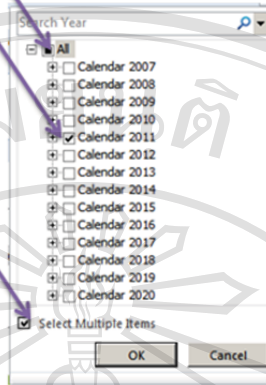 Search Year
All
Calendar 2007
Calendar 2008
Calendar 2009
Calendar 2010
Calendar 2011
Calendar 2012
Calendar 2013
Calendar 2014
Calendar 2015
Calendar 2016
Calendar 2017
Calendar 2018
Calendar 2019
Calendar 2020
Select Multiple Items
OK
Cancel